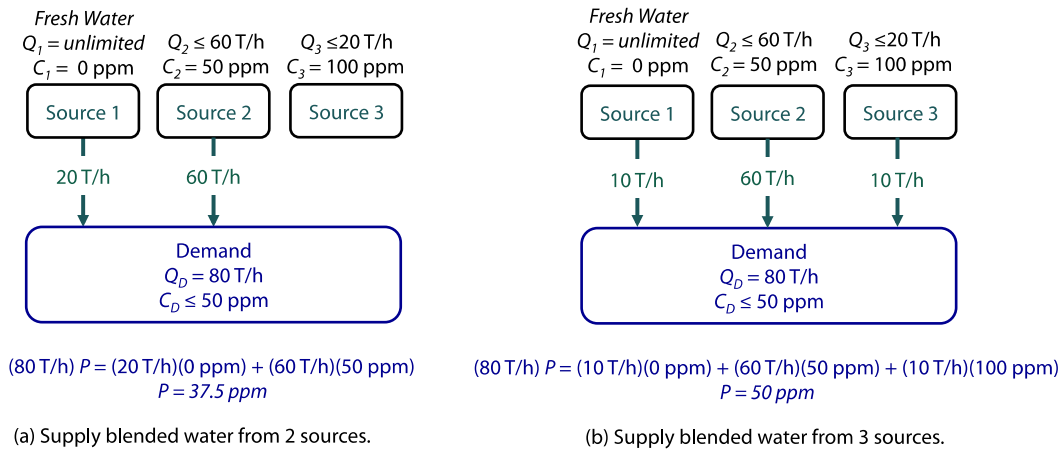 Fresh Water
Q1 = unlimited
C1 = 0 ppm
Q2 ≤ 60 T/h
C2 = 50 ppm
Q3 ≤20 T/h
C3 = 100 ppm
Source 1
Source 2
Source 3
20 T/h
60 T/h
Demand
QD = 80 T/h
CD ≤ 50 ppm
(80 T/h) P = (20 T/h)(0 ppm) + (60 T/h)(50 ppm)
P = 37.5 ppm
(a) Supply blended water from 2 sources.
Fresh Water
Q1 = unlimited
C1 = 0 ppm
Q2 ≤ 60 T/h
C2 = 50 ppm
Q3 ≤20 T/h
C3 = 100 ppm
Source 1
Source 2
Source 3
10 T/h
60 T/h
10 T/h
Demand
QD = 80 T/h
CD ≤ 50 ppm
(80 T/h) P = (10 T/h)(0 ppm) + (60 T/h)(50 ppm) + (10 T/h)(100 ppm)
P = 50 ppm
(b) Supply blended water from 3 sources.